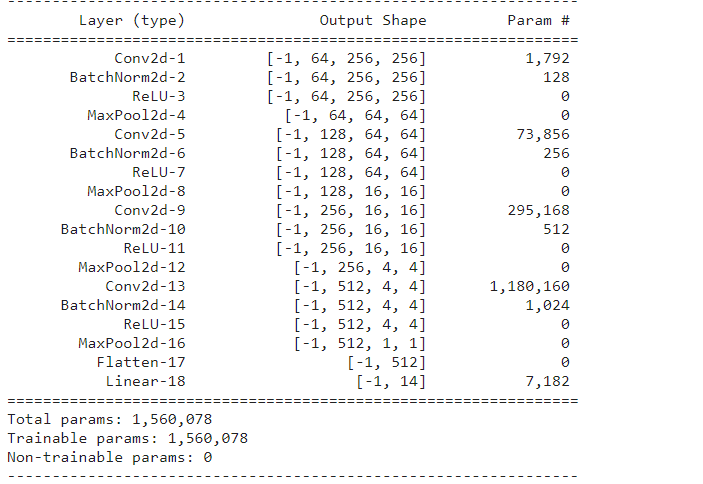 ----------------------------------------------------------------
Layer (type) Output Shape Param #
================================================================
Conv2d-1 [-1, 64, 256, 256] 1,792
BatchNorm2d-2 [-1, 64, 256, 256] 128
ReLU-3 [-1, 64, 256, 256] 0
MaxPool2d-4 [-1, 64, 64, 64] 0
Conv2d-5 [-1, 128, 64, 64] 73,856
BatchNorm2d-6 [-1, 128, 64, 64] 256
ReLU-7 [-1, 128, 64, 64] 0
MaxPool2d-8 [-1, 128, 16, 16] 0
Conv2d-9 [-1, 256, 16, 16] 295,168
BatchNorm2d-10 [-1, 256, 16, 16] 512
ReLU-11 [-1, 256, 16, 16] 0
MaxPool2d-12 [-1, 256, 4, 4] 0
Conv2d-13 [-1, 512, 4, 4] 1,180,160
BatchNorm2d-14 [-1, 512, 4, 4] 1,024
ReLU-15 [-1, 512, 4, 4] 0
MaxPool2d-16 [-1, 512, 1, 1] 0
Flatten-17 [-1, 512] 0
Linear-18 [-1, 14] 7,182
================================================================
Total params: 1,560,078
Trainable params: 1,560,078
Non-trainable params: 0
----------------------------------------------------------------